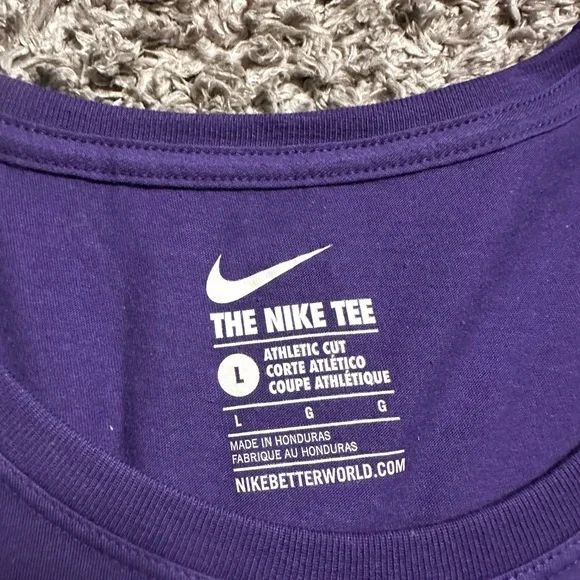 THE NIKE TEE
L
ATHLETIC CUT
CORTE ATLÉTICO
COUPE ATHLÉTIQUE
L G G
MADE IN HONDURAS
FABRIQUE AU HONDURAS
NIKEBETTERWORLD.COM